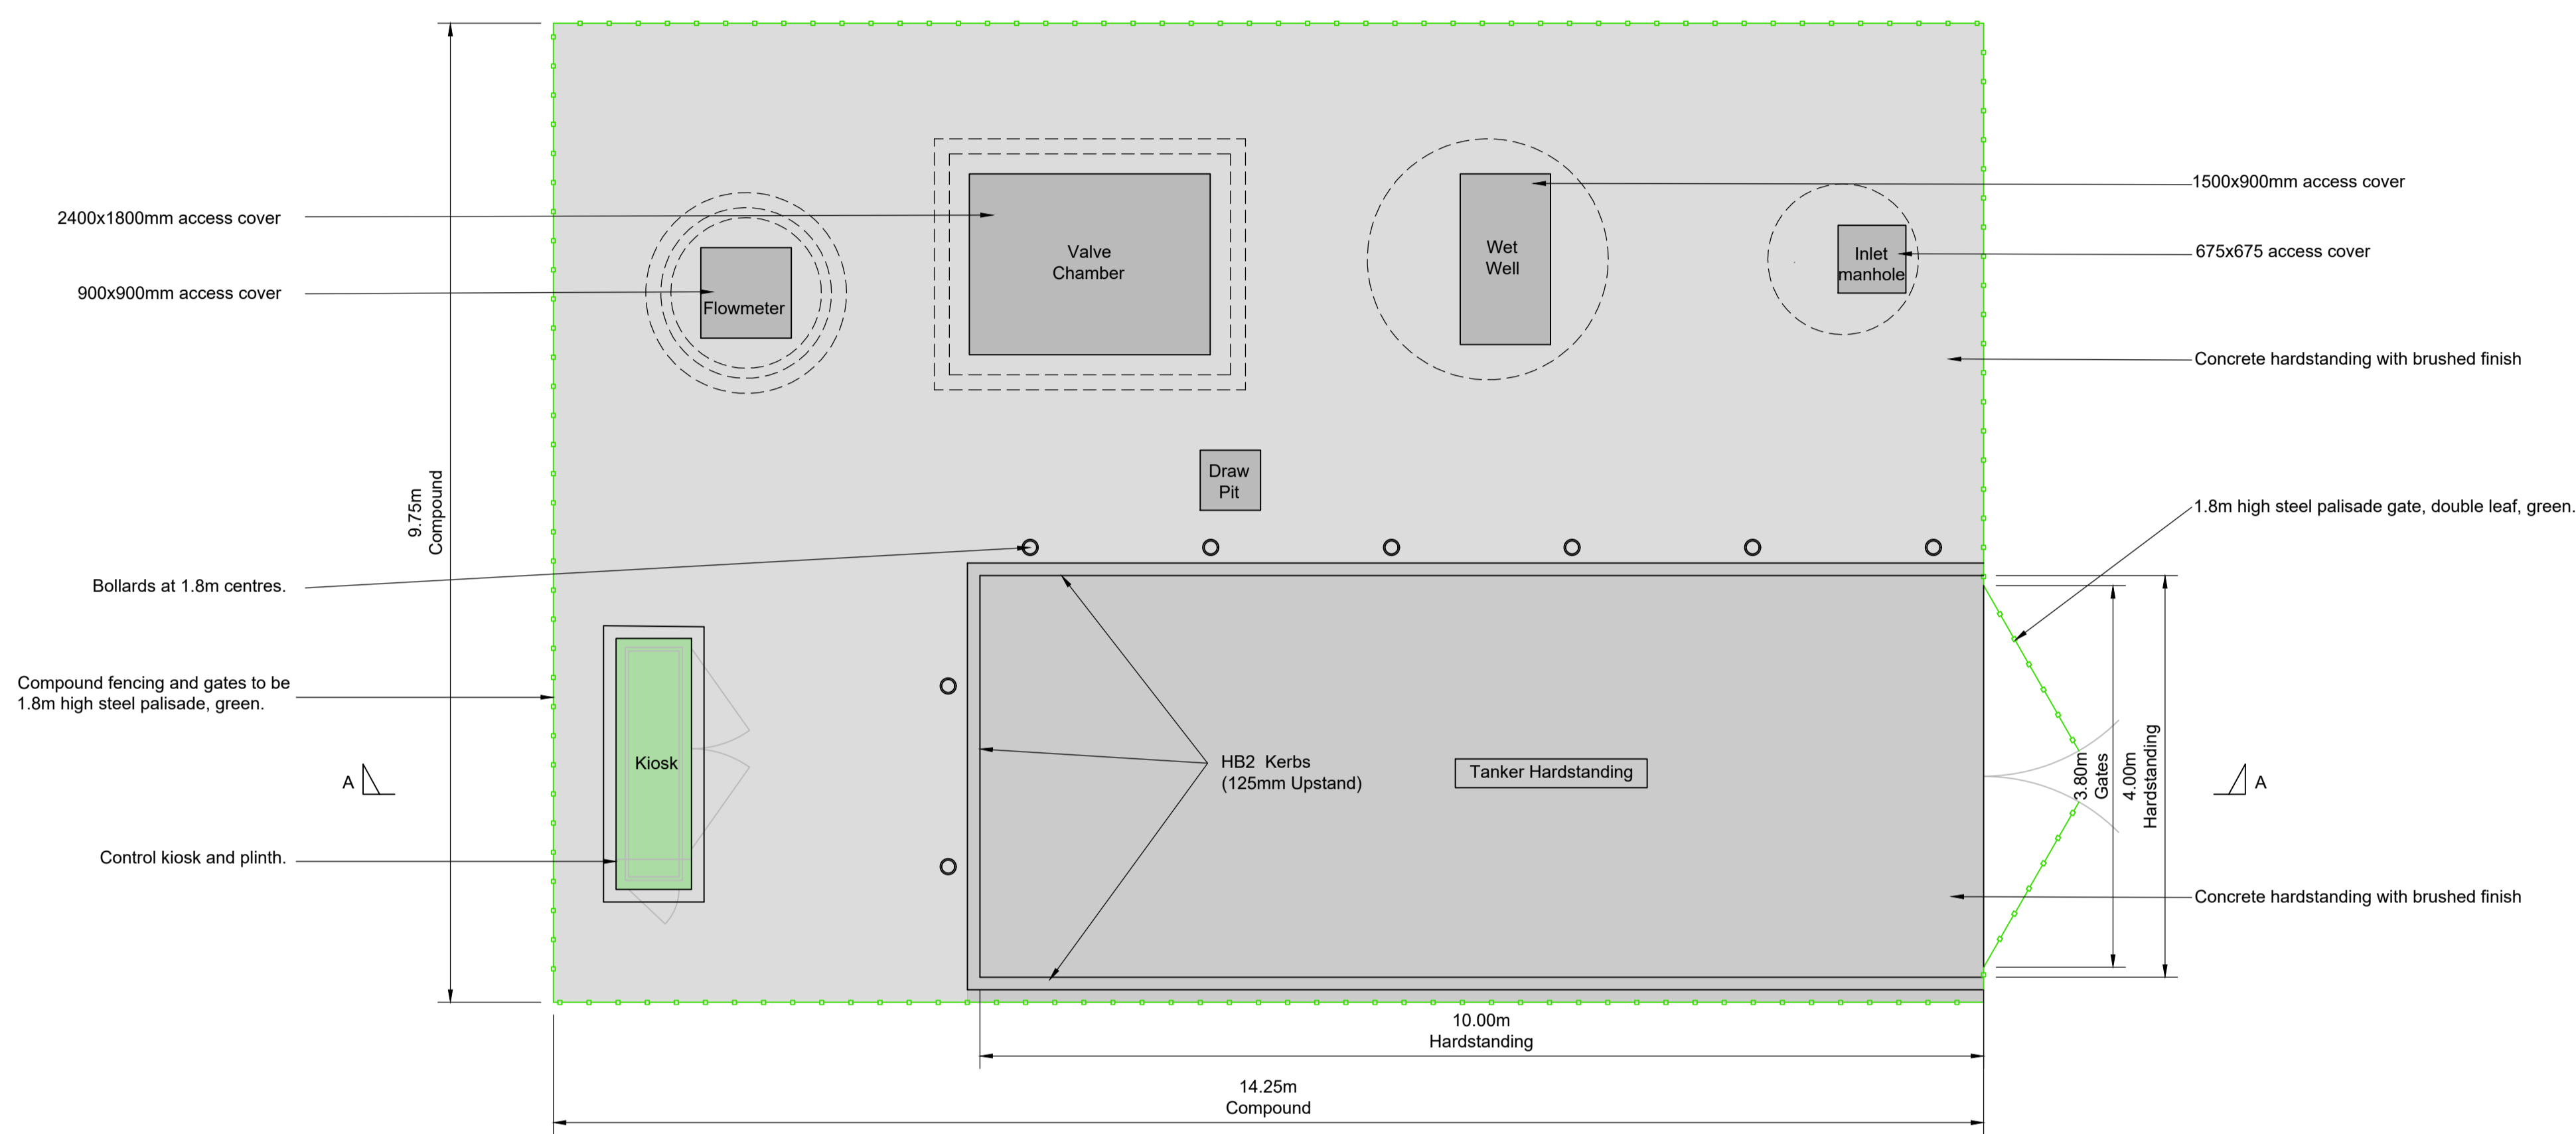 1500x900mm access cover
2400x1800mm access cover
Valve
Chamber
Wet
Well
Inlet
manhole
675x675 access cover
900x900mm access cover
Flowmeter
Concrete hardstanding with brushed finish
Draw
Pit
9.75m
Compound
1.8m high steel palisade gate, double leaf, green.
Bollards at 1.8m centres.
Compound fencing and gates to be
1.8m high steel palisade, green.
A
Kiosk
HB2 Kerbs
(125mm Upstand)
Tanker Hardstanding
3.80m
Gates
4.00m
Hardstanding
A
Control kiosk and plinth.
Concrete hardstanding with brushed finish
10.00m
Hardstanding
14.25m
Compound